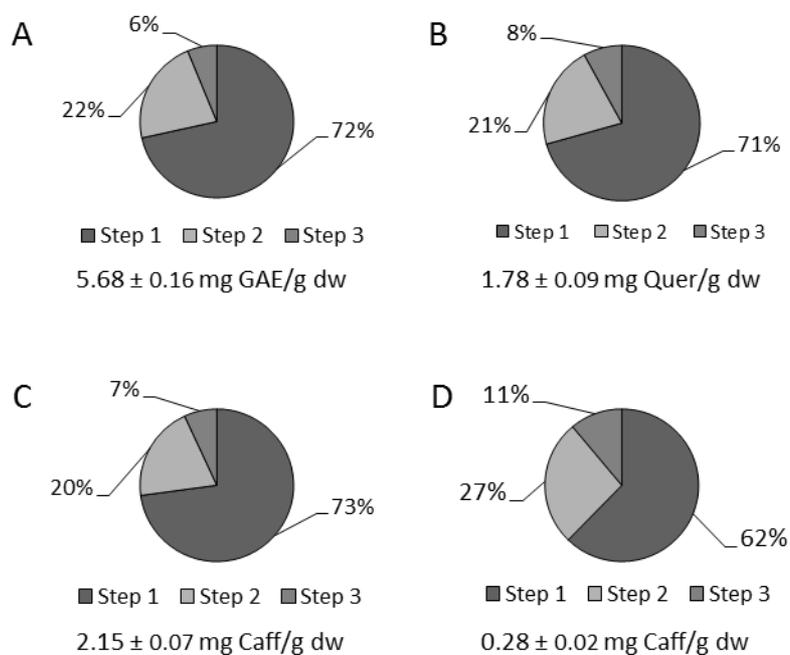 A
6%
22%
72%
Step 1 Step 2 Step 3
5.68 ± 0.16 mg GAE/g dw
B
8%
21%
71%
Step 1 Step 2 Step 3
1.78 ± 0.09 mg Quer/g dw
C
7%
20%
73%
Step 1 Step 2 Step 3
2.15 ± 0.07 mg Caff/g dw
D
11%
27%
62%
Step 1 Step 2 Step 3
0.28 ± 0.02 mg Caff/g dw